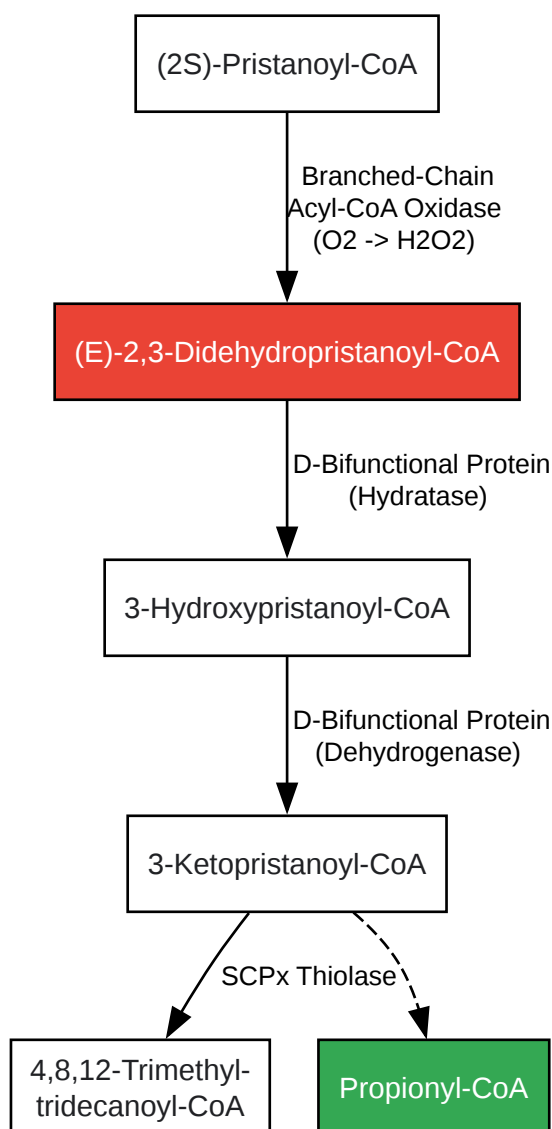 (2S)-Pristanoyl-CoA
Branched-Chain
Acyl-CoA Oxidase
(O2 -> H2O2)
(E)-2,3-Didehydropristanoyl-CoA
D-Bifunctional Protein
(Hydratase)
3-Hydroxypristanoyl-CoA
D-Bifunctional Protein
(Dehydrogenase)
3-Ketopristanoyl-CoA
SCPx Thiolase
4,8,12-Trimethyl-
tridecanoyl-CoA
Propionyl-CoA